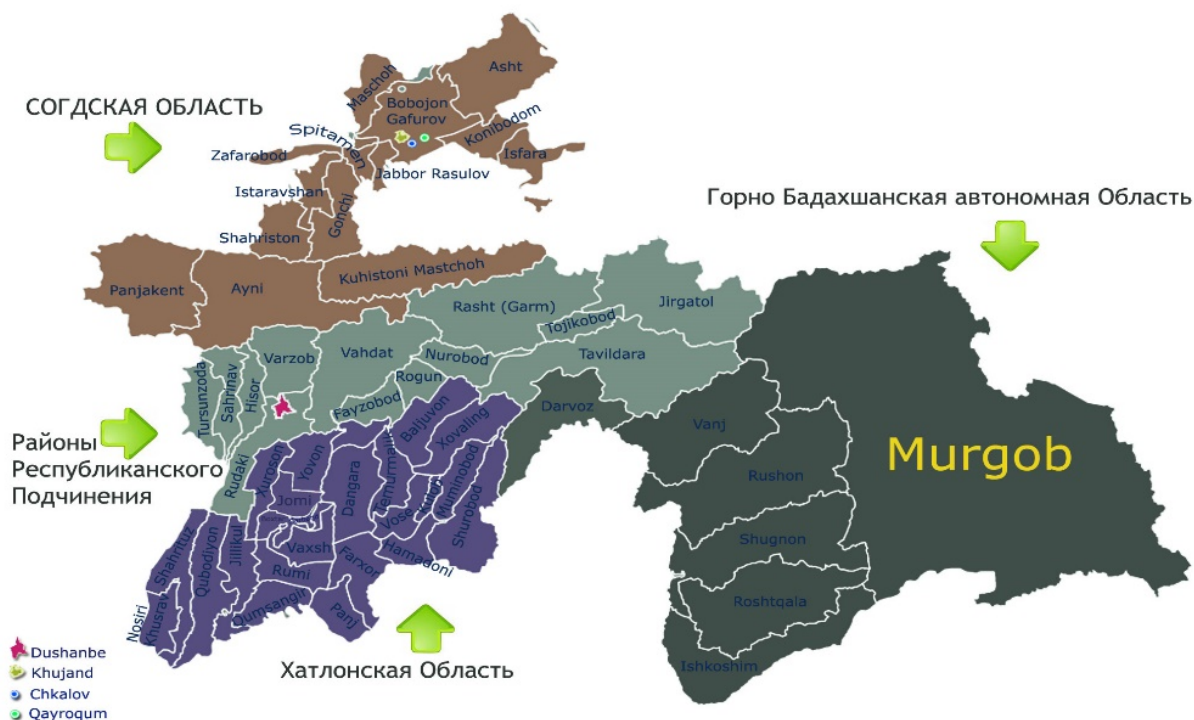 СОГДСКАЯ ОБЛАСТЬ
Maschoh
Asht
Bobojon
Gafurov
Spitamen
Konibodom
Zafarobod
Isfara
Jabbor Rasulov
Istaravshan
Gonchi
Shahriston
Горно Бадахшанская автономная Область
Panjakent
Ayni
Kuhistoni Mastchoh
Rasht (Garm)
Jirgatol
Tojikobod
Varzob
Vahdat
Nurobod
Tavildara
Rogun
Tursunzoda
Sahrinav
Hisor
Fayzobod
Darvoz
Районы
Республиканского
Подчинения
Rudaki
Xuroson
Yovon
Jomi
Dangara
Temurmalik
Baljuvon
Xovaling
Vose
Kulob
Muminobod
Shurobod
Vanj
Rushon
Murgob
Shugnon
Roshtqala
Ishkoshim
Shahrituz
Qubodiyon
Jillikul
Vaxsh
Rumi
Farxor
Hamadoni
Nosiri
Khusrav
Qumsangir
Panj
Хатлонская Область
Dushanbe
Khujand
Chkalov
Qayroqum